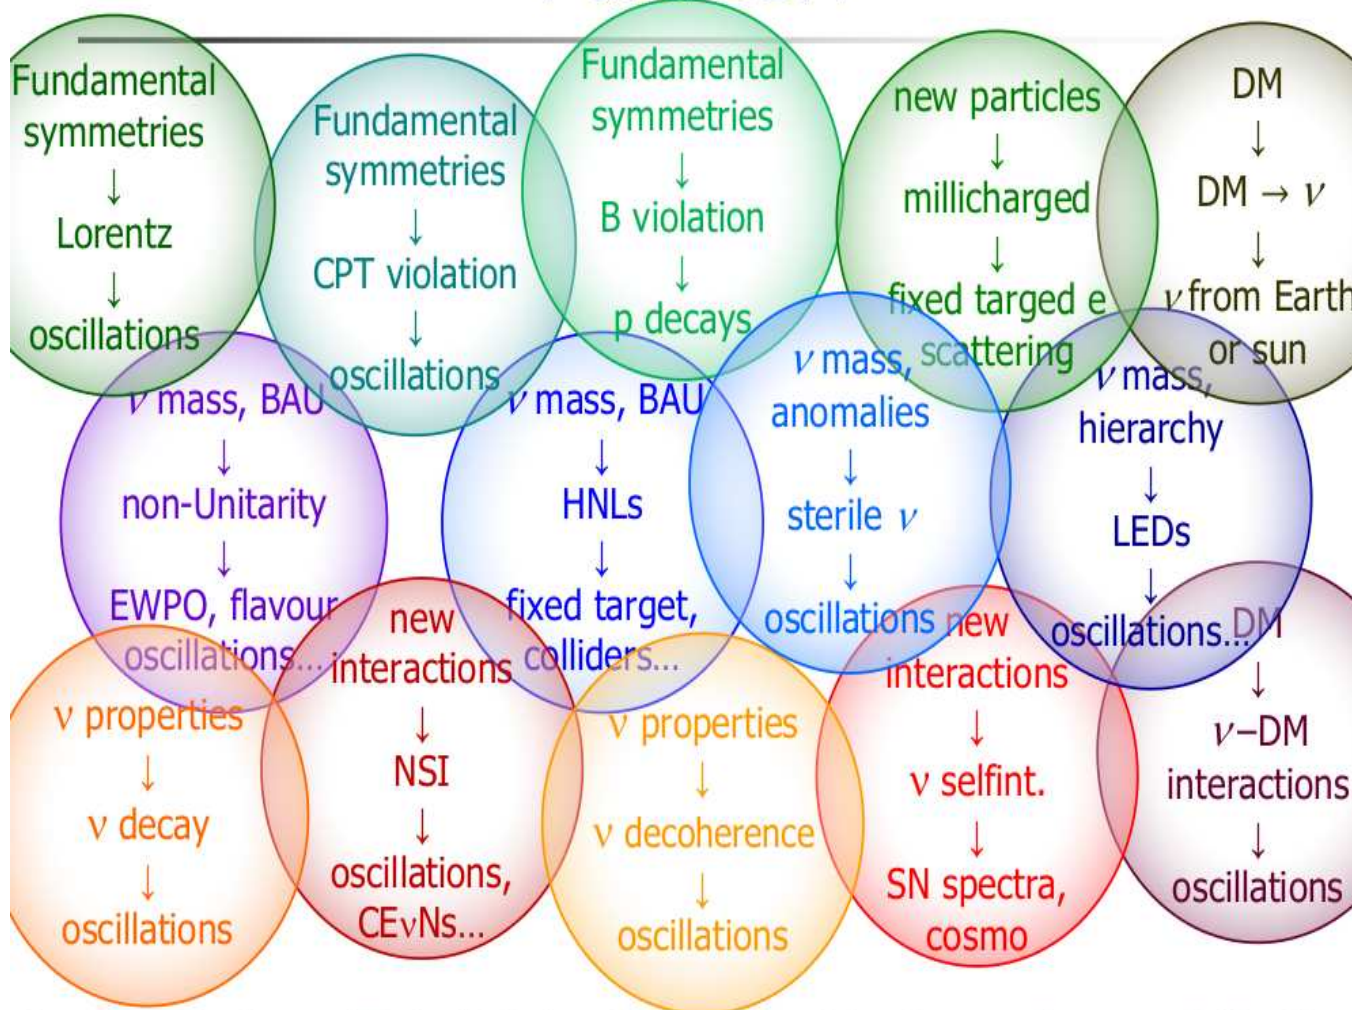 Fundamental
symmetries
↓
Lorentz
↓
oscillations
Fundamental
symmetries
↓
CPT violation
↓
oscillations
Fundamental
symmetries
↓
B violation
↓
p decays
new particles
↓
millicharged
↓
fixed targed e
scattering
DM
↓
DM → ν
↓
ν from Earth
or sun
ν mass, BAU
↓
non-Unitarity
↓
EWPO, flavour
oscillations...
ν mass, BAU
↓
HNLs
↓
fixed target,
colliders...
ν mass,
anomalies
↓
sterile ν
↓
oscillations
ν mass,
hierarchy
↓
LEDs
↓
oscillations...
ν properties
↓
ν decay
↓
oscillations
new
interactions
↓
NSI
↓
oscillations,
CEνNs...
ν properties
↓
ν decoherence
↓
oscillations
new
interactions
↓
ν selfint.
↓
SN spectra,
cosmo
DM
↓
ν–DM
interactions
↓
oscillations